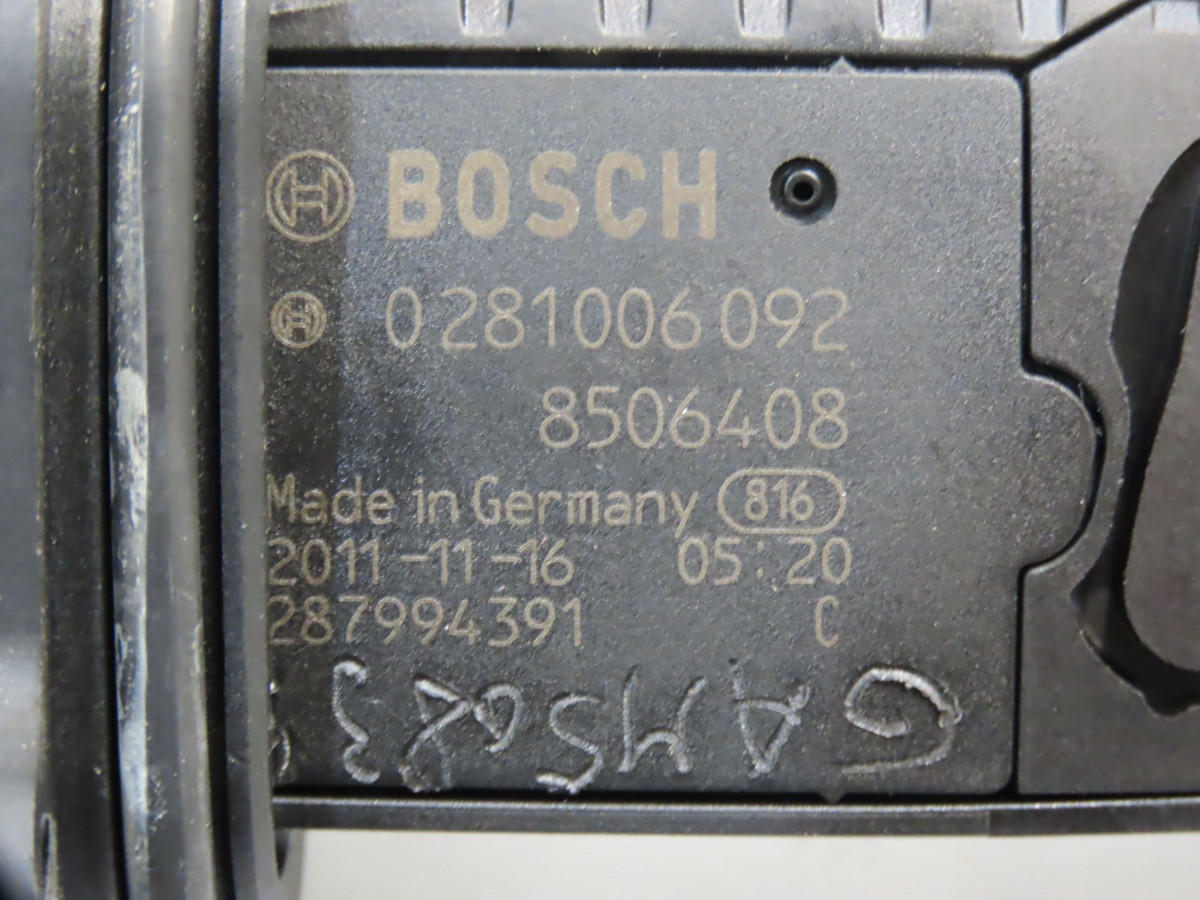 BOSCH
0 281 006 092
8506408
Made in Germany 816
2011-11-16 05:20
287994391 C